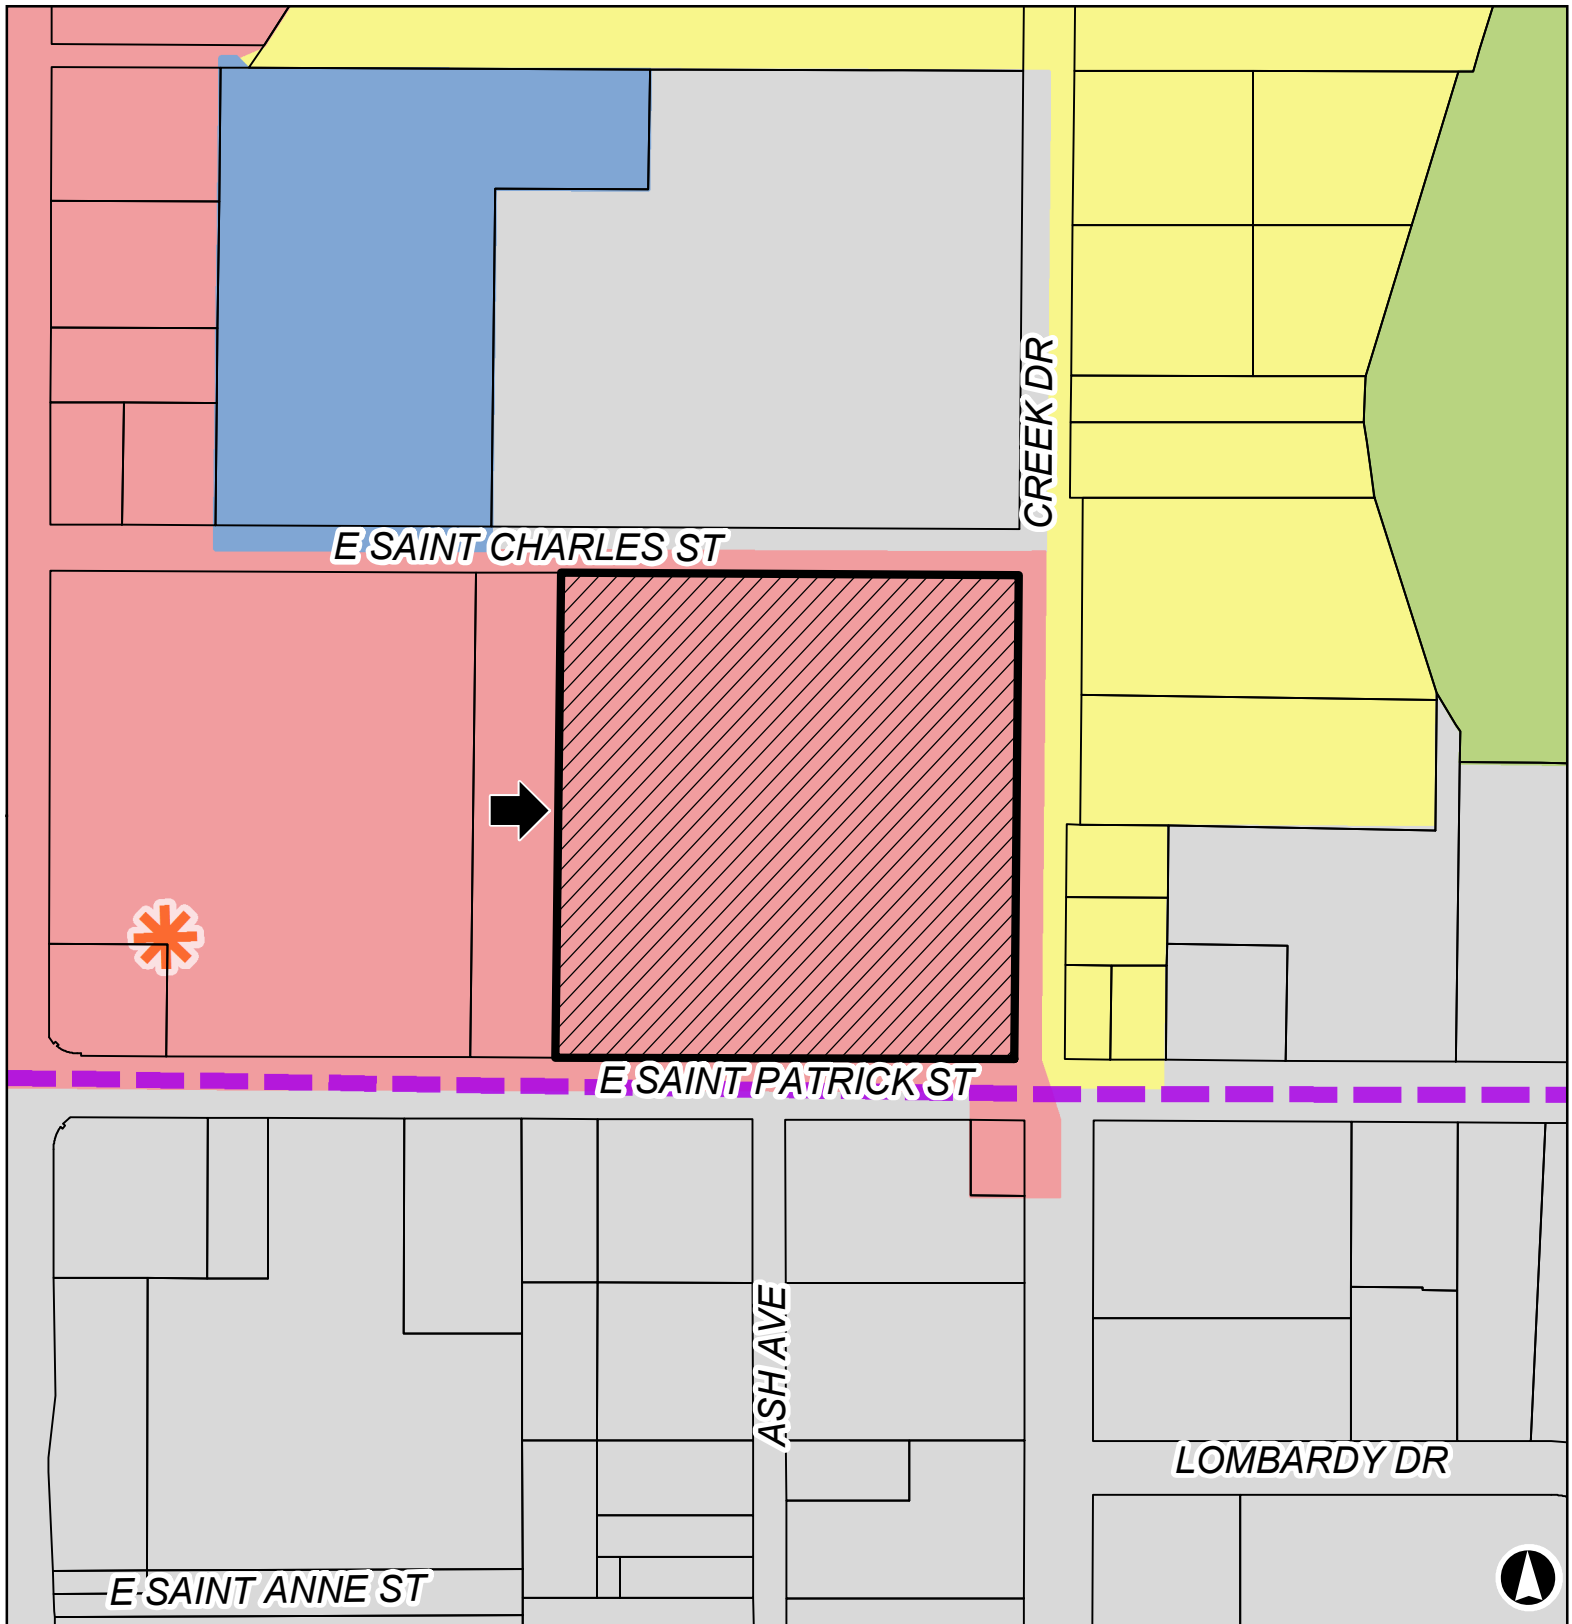 CREEK DR
E SAINT CHARLES ST
E SAINT PATRICK ST
ASH AVE
LOMBARDY DR
E SAINT ANNE ST